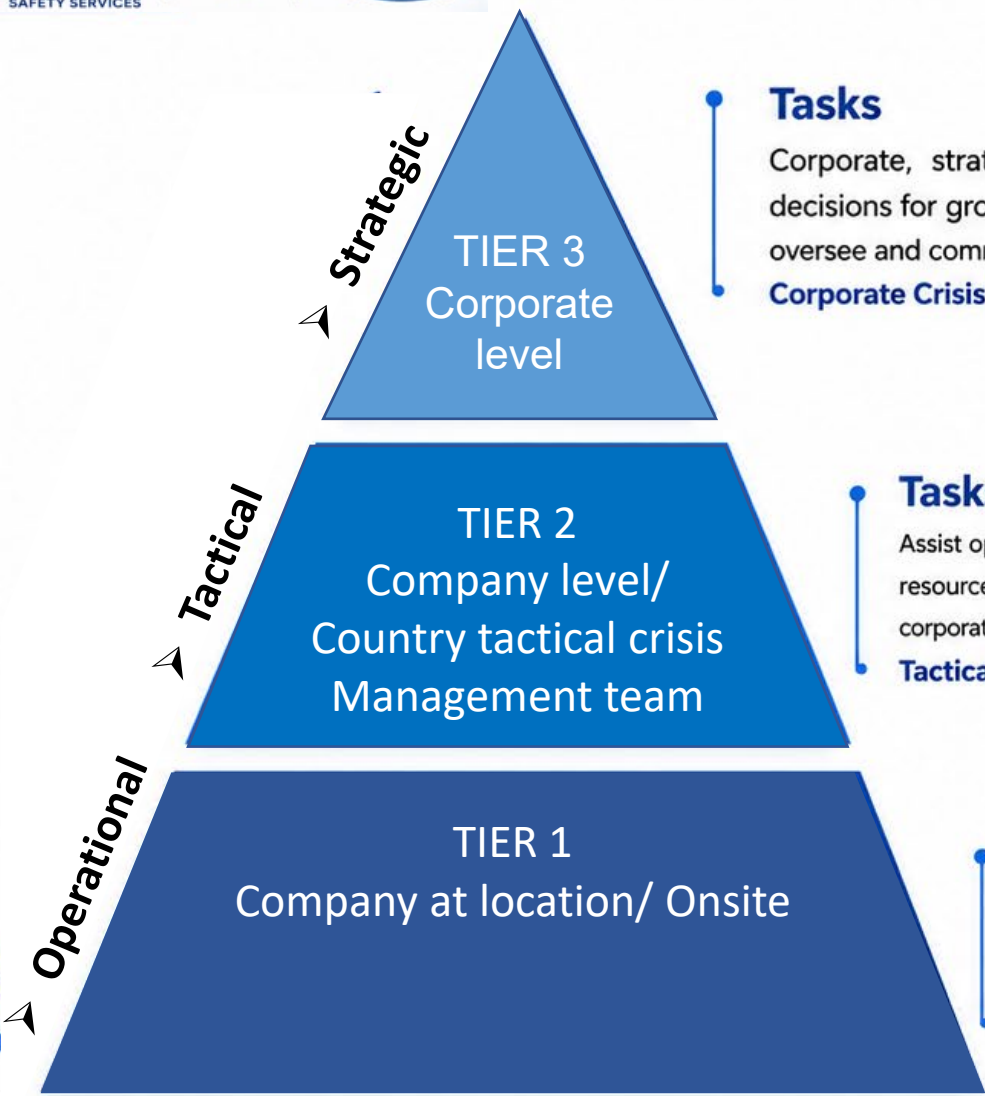 SAFETY SERVICES
Strategic
TIER 3
Corporate
level
Tasks
Corporate,
decisions for
oversee and
Corporate Crisis
Tactical
TIER 2
Company level/
Country tactical crisis
Management team
Assist
Operational
TIER 1
Company at location/ Onsite